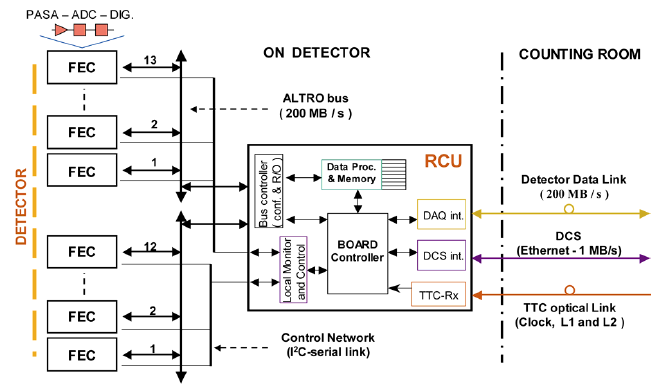 PASA – ADC – DIG.
ON DETECTOR
COUNTING ROOM
FEC
13
ALTRO bus
( 200 MB / s )
FEC
2
FEC
1
DETECTOR
RCU
Bus controller
( conf. & R/O )
Data Proc.
& Memory
BOARD
Controller
DAQ int.
DCS int.
TTC-Rx
Local Monitor
and Control
Detector Data Link
( 200 MB / s )
DCS
(Ethernet - 1 MB/s)
TTC optical Link
(Clock, L1 and L2 )
FEC
12
FEC
2
FEC
1
Control Network
(I²C-serial link)